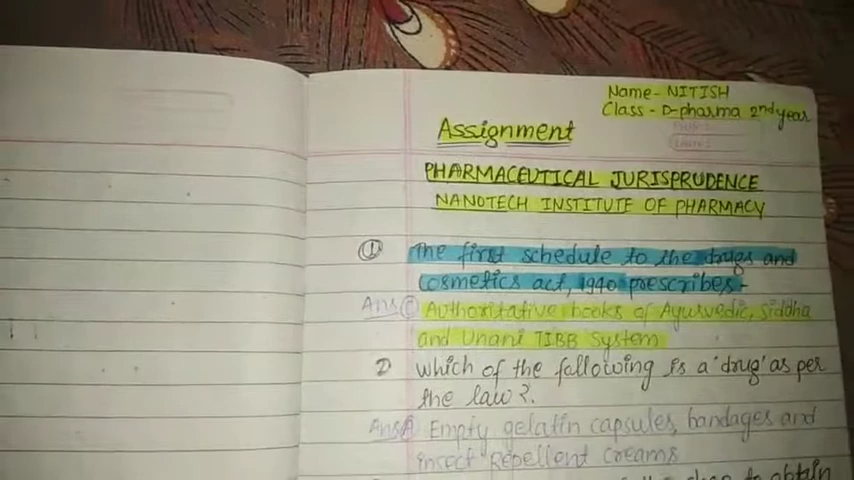 Name - NITISH
Class - D-pharma 2nd year
Assignment
PHARMACEUTICAL JURISPRUDENCE
NANOTECH INSTITUTE OF PHARMACY
① The first schedule to the drugs and
cosmetics act, 1940 prescribes-
Ans Ⓒ Authoritative books of Ayurvedic, Siddha
and Unani TIBB System
2 which of the following is a 'drug' as per
the law?.
Ans Ⓐ Empty gelatin capsules, bandages and
insect Repellent creams
to obtain